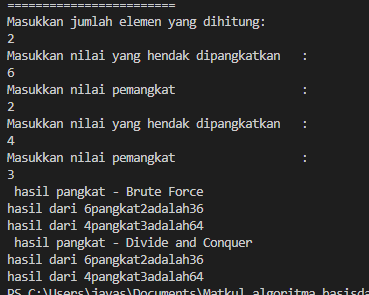 ========================
Masukkan jumlah elemen yang dihitung:
2
Masukkan nilai yang hendak dipangkatkan   :
6
Masukkan nilai pemangkat                  :
2
Masukkan nilai yang hendak dipangkatkan   :
4
Masukkan nilai pemangkat                  :
3
 hasil pangkat - Brute Force
hasil dari 6pangkat2adalah36
hasil dari 4pangkat3adalah64
 hasil pangkat - Divide and Conquer
hasil dari 6pangkat2adalah36
hasil dari 4pangkat3adalah64
PS C:\Users\jayas\Documents\Matkul algoritma basisda